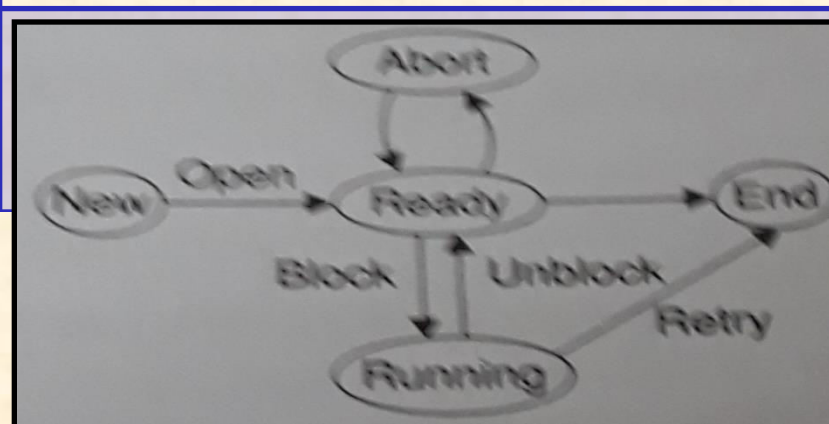 Abort
Open
New
Ready
End
Block
Unblock
Retry
Running